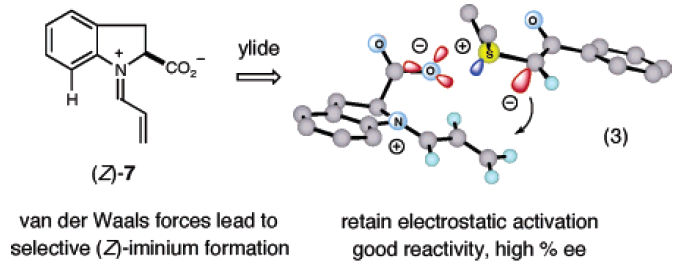 ylide
+
N
CO2−
H
(Z)-7
O
−
+
O
O
S
−
N
+
(3)
van der Waals forces lead to
selective (Z)-iminium formation
retain electrostatic activation
good reactivity, high % ee